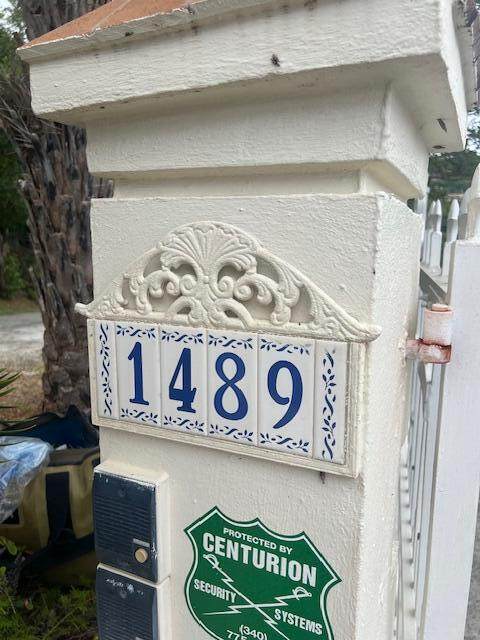 1489
PROTECTED BY
CENTURION
SECURITY
SYSTEMS
(340)